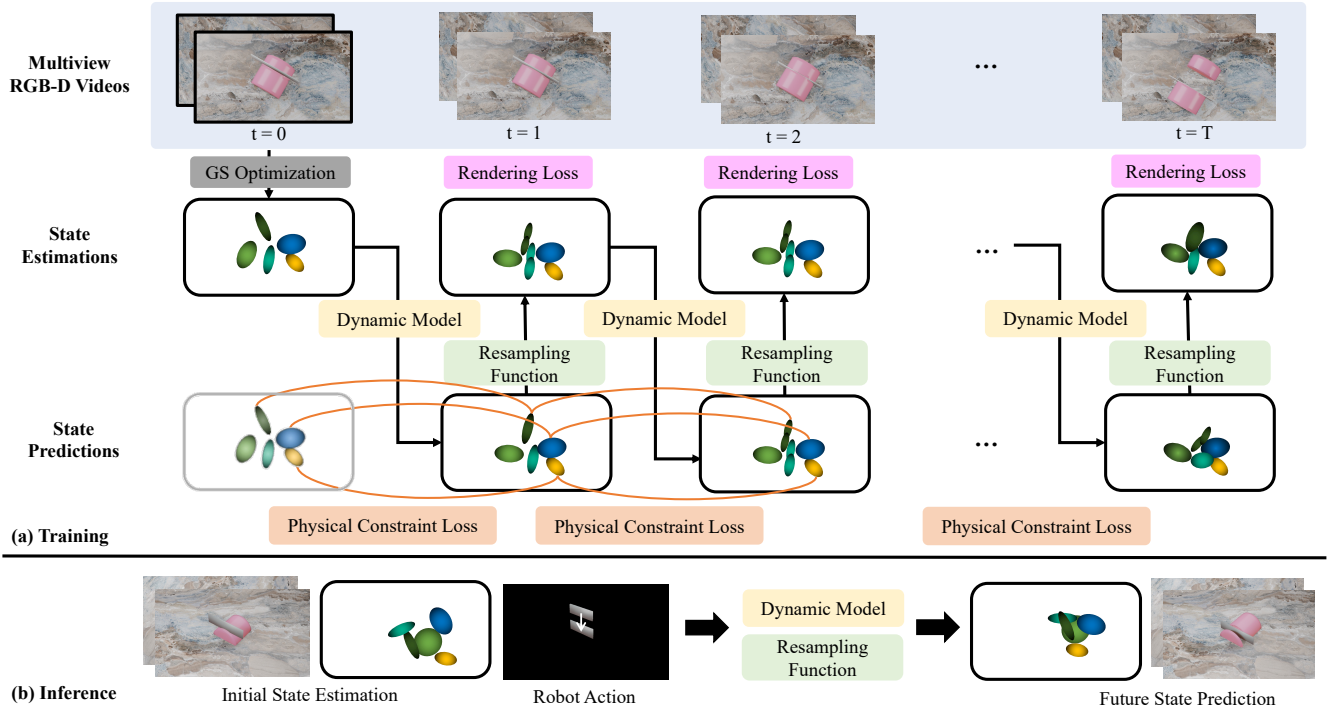 Multiview
RGB-D Videos
t = 0
t = 1
t = 2
...
t = T
GS Optimization
Rendering Loss
Rendering Loss
Rendering Loss
State
Estimations
...
Dynamic Model
Dynamic Model
Dynamic Model
Resampling
Function
Resampling
Function
Resampling
Function
State
Predictions
...
Physical Constraint Loss
Physical Constraint Loss
Physical Constraint Loss
(a) Training
Dynamic Model
Resampling
Function
(b) Inference
Initial State Estimation
Robot Action
Future State Prediction